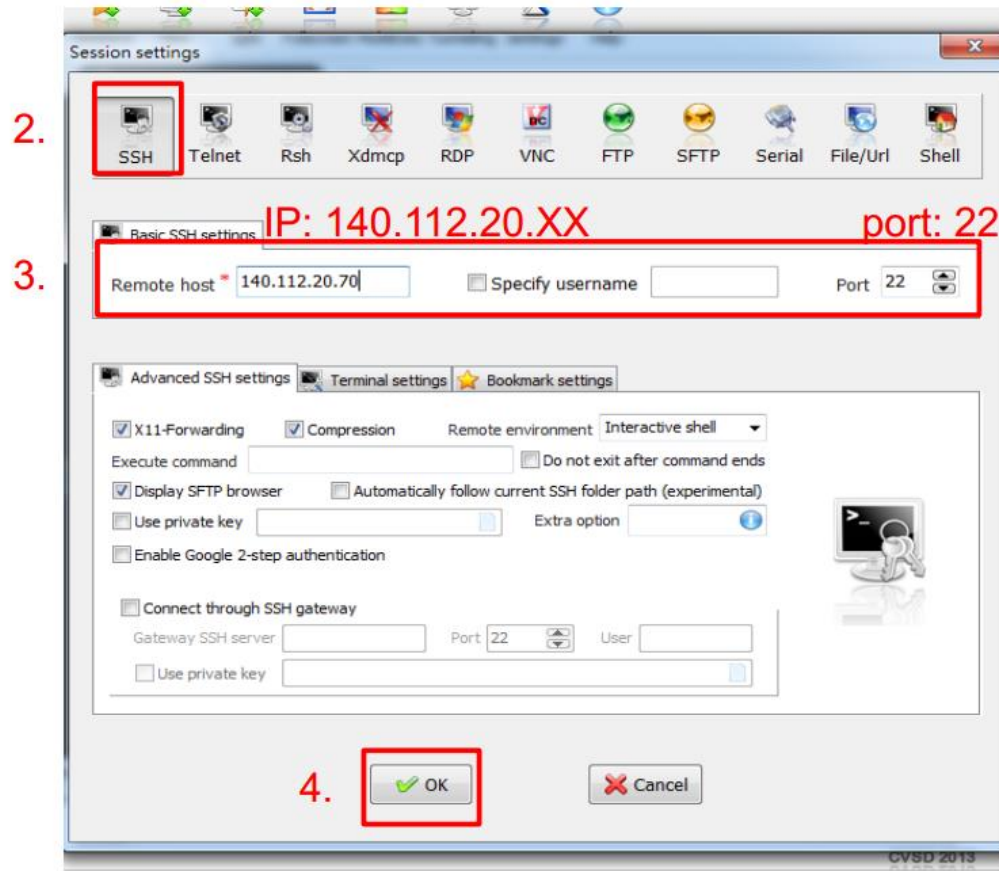 Session settings
2.
SSH Telnet Rsh Xdmcp RDP VNC FTP SFTP Serial File/Url Shell
IP: 140.112.20.XX port: 22
Basic SSH settings
3.
Remote host * 140.112.20.70 Specify username Port 22
Advanced SSH settings Terminal settings Bookmark settings
X11-Forwarding Compression Remote environment Interactive shell
Execute command Do not exit after command ends
Display SFTP browser Automatically follow current SSH folder path (experimental)
Use private key Extra option
Enable Google 2-step authentication
Connect through SSH gateway
Gateway SSH server Port 22 User
Use private key
4. OK Cancel
CVSD 2013